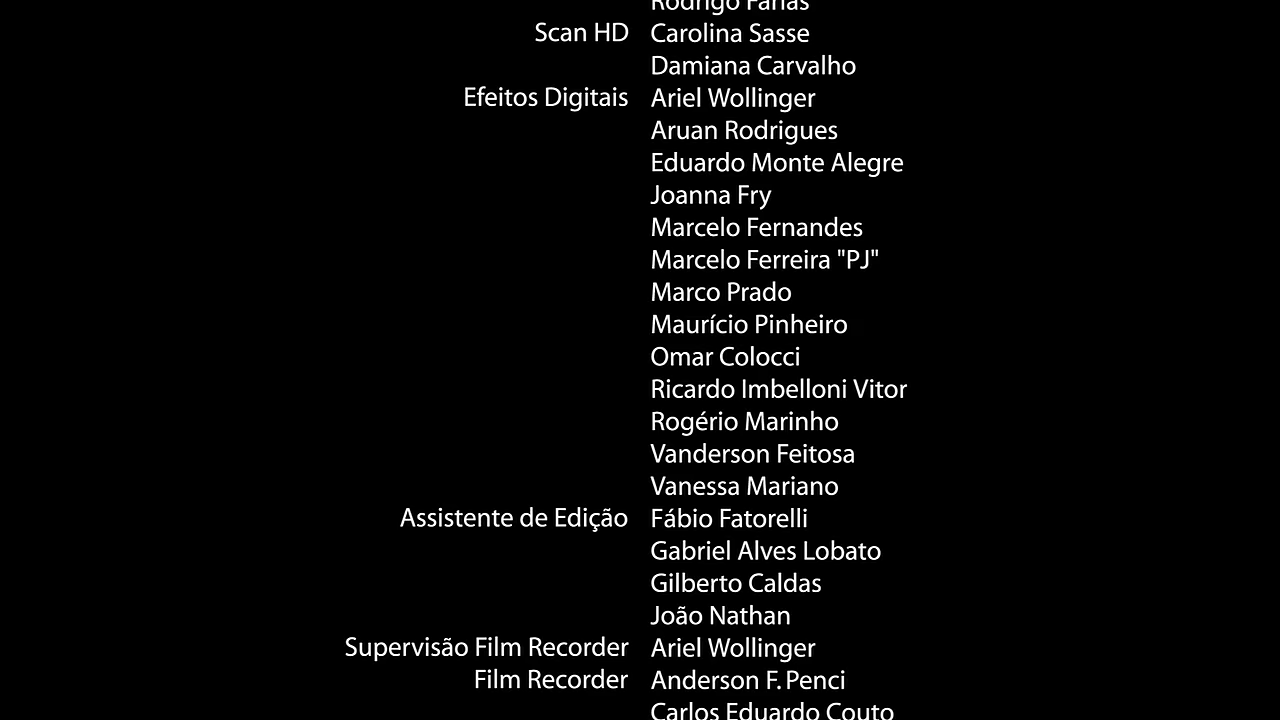 Rodrigo Farias
Scan HD Carolina Sasse
Damiana Carvalho
Efeitos Digitais Ariel Wollinger
Aruan Rodrigues
Eduardo Monte Alegre
Joanna Fry
Marcelo Fernandes
Marcelo Ferreira "PJ"
Marco Prado
Maurício Pinheiro
Omar Colocci
Ricardo Imbelloni Vitor
Rogério Marinho
Vanderson Feitosa
Vanessa Mariano
Assistente de Edição Fábio Fatorelli
Gabriel Alves Lobato
Gilberto Caldas
João Nathan
Supervisão Film Recorder Ariel Wollinger
Film Recorder Anderson F. Penci
Carlos Eduardo Couto